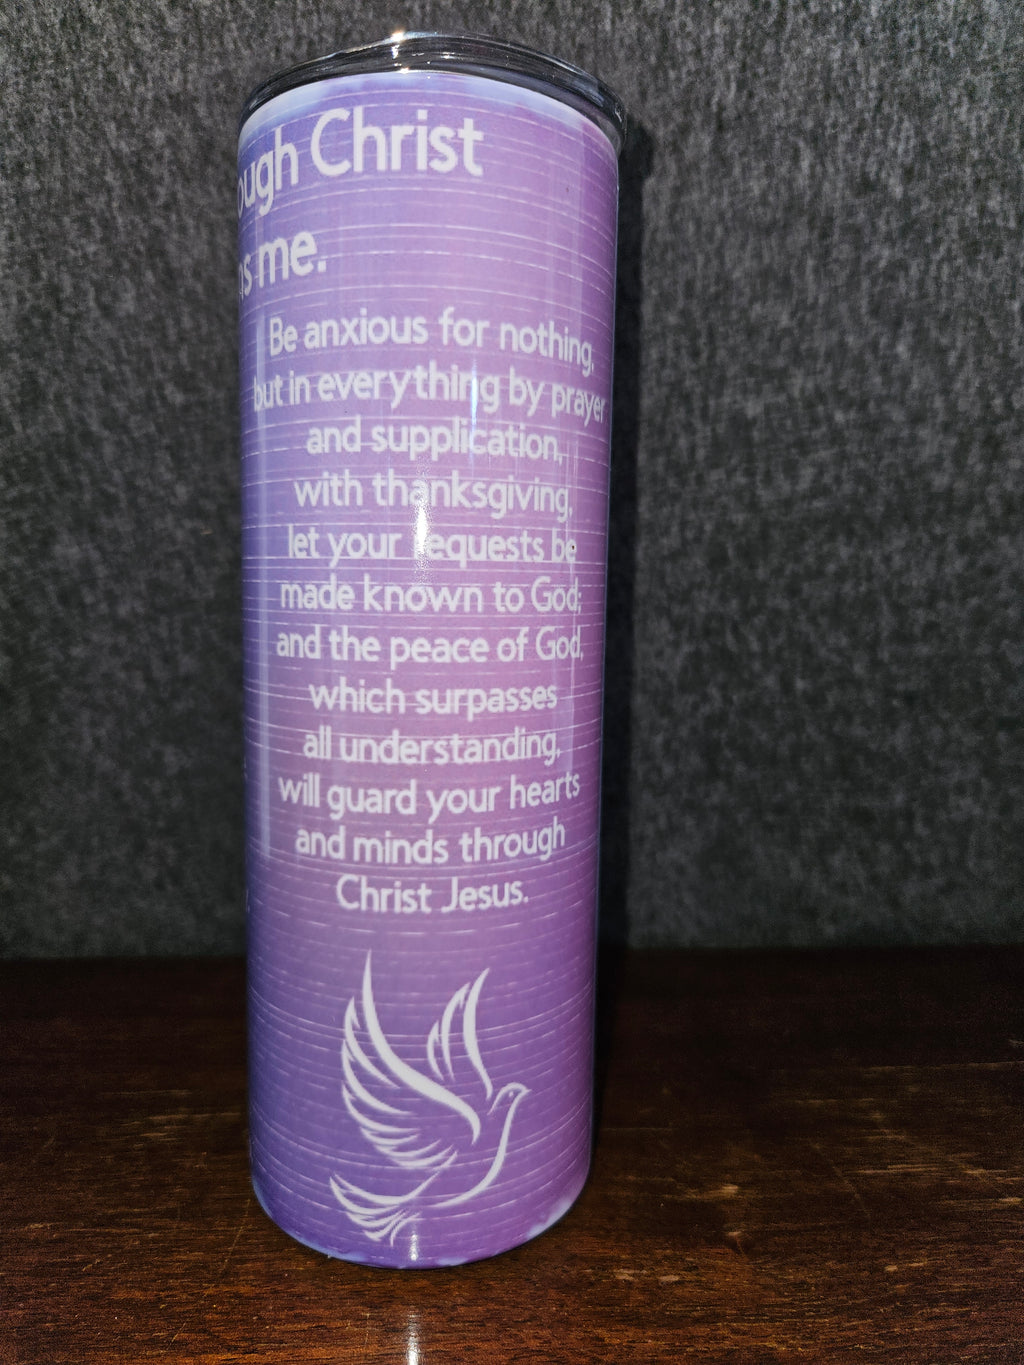 ough Christ
ns me.
Be anxious for nothing,
but in everything by prayer
and supplication,
with thanksgiving,
let your requests be
made known to God;
and the peace of God,
which surpasses
all understanding,
will guard your hearts
and minds through
Christ Jesus.